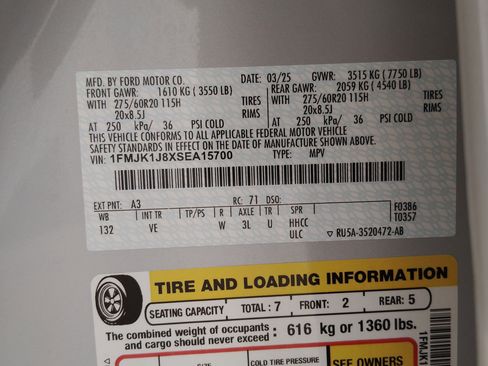 MFD. BY FORD MOTOR CO. 03/25 GVWR: 3515 KG ( 7750 LB)
FRONT GAWR: 1610 KG ( 3550 LB) REAR GAWR: 2059 KG ( 4540 LB)
WITH 275/60R20 115H TIRES WITH 275/60R20 115H TIRES
20x8.5J RIMS 20x8.5J RIMS
AT 250 kPa/ 36 PSI COLD AT 250 kPa/ 36 PSI COLD
THIS VEHICLE CONFORMS TO ALL APPLICABLE FEDERAL MOTOR VEHICLE
SAFETY STANDARDS IN EFFECT ON THE DATE OF MANUFACTURE SHOWN ABOVE.
VIN: 1FMJK1J8XSEA15700 TYPE: MPV
EXT PNT: A3 RC: 71 DSO: F0386
WB INT TR TP/PS R AXLE TR SPR T0357
132 VE W 3L U HHCC
ULC ▽ RU5A-3520472-AB
TIRE AND LOADING INFORMATION
SEATING CAPACITY TOTAL : 7 FRONT: 2 REAR: 5
The combined weight of occupants
and cargo should never exceed : 616 kg or 1360 lbs.
COLD TIRE PRESSURE SEE OWNERS
1FMJK1